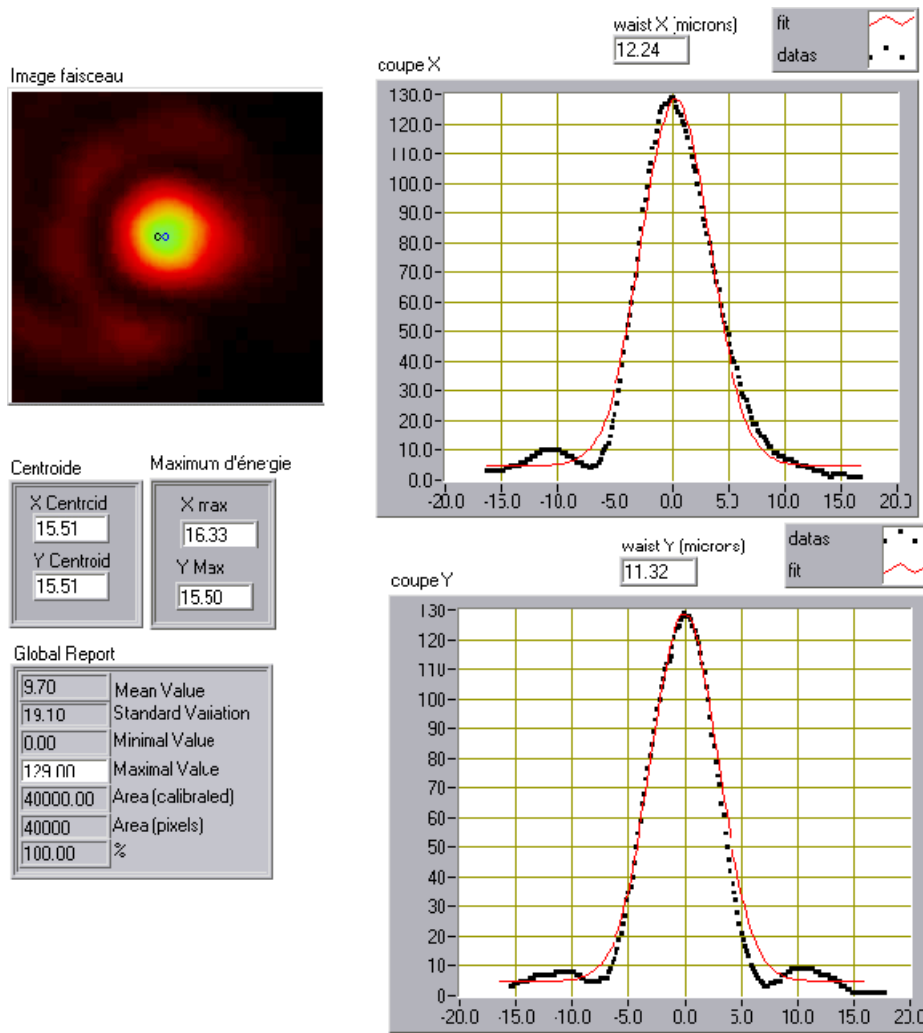 Image faisceau
waist X (microns)
12.24
fit
datas
coupe X
130.0
120.0
110.0
100.0
90.0
80.0
70.0
60.0
50.0
40.0
30.0
20.0
10.0
0.0
-20.0 -15.0 -10.0 -5.0 0.0 5.0 10.0 15.0 20.0
Centroide
X Centroid
15.51
Y Centroid
15.51
Maximum d'énergie
X max
16.33
Y Max
15.50
waist Y (microns)
11.32
datas
fit
coupe Y
130
120
110
100
90
80
70
60
50
40
30
20
10
0
-20.0 -15.0 -10.0 -5.0 0.0 5.0 10.0 15.0 20.0
Global Report
9.70 Mean Value
19.10 Standard Variation
0.00 Minimal Value
129.00 Maximal Value
40000.00 Area (calibrated)
40000 Area (pixels)
100.00 %